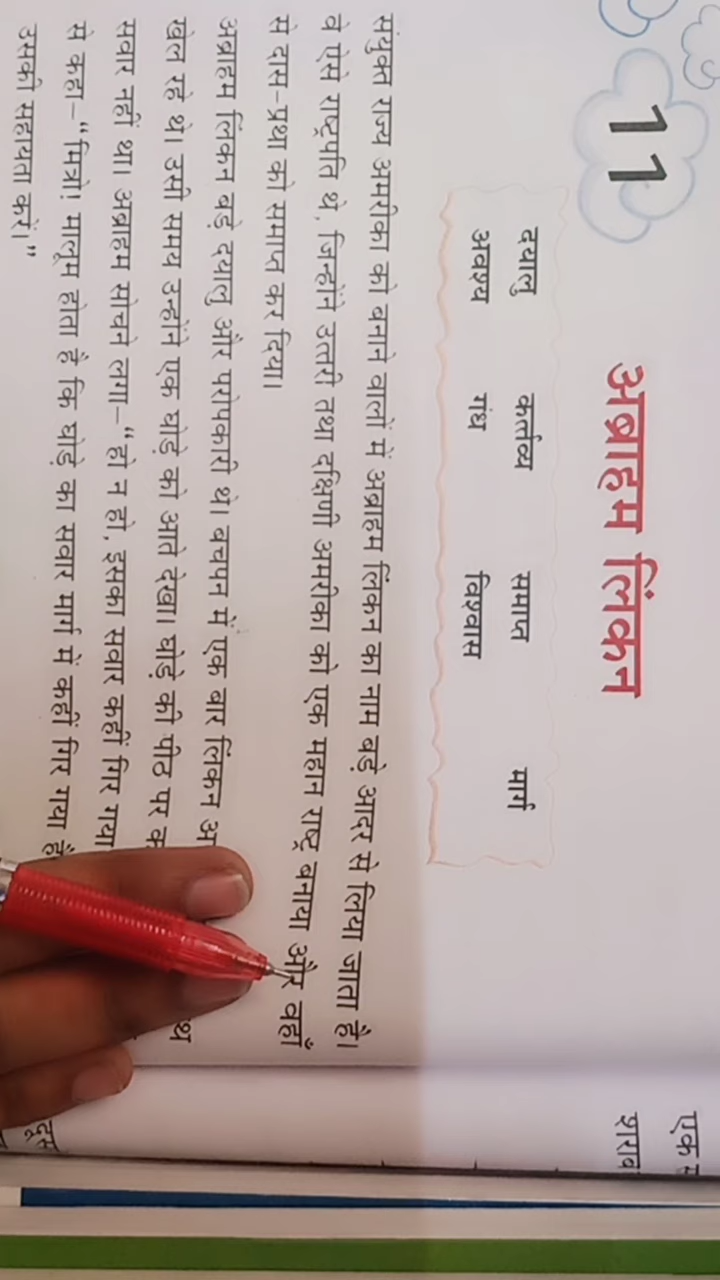 11
अब्राहम लिंकन
दयालु कर्तव्य समाप्त मार्ग
अवश्य गंध विश्वास
संयुक्त राज्य अमरीका को बनाने वालों में अब्राहम लिंकन का नाम बड़े आदर से लिया जाता है।
वे ऐसे राष्ट्रपति थे, जिन्होंने उत्तरी तथा दक्षिणी अमरीका को एक महान राष्ट्र बनाया और वहाँ
से दास-प्रथा को समाप्त कर दिया।
अब्राहम लिंकन बड़े दयालु और परोपकारी थे। बचपन में एक बार लिंकन
खेल रहे थे। उसी समय उन्होंने एक घोड़े को आते देखा। घोड़े की पीठ पर
सवार नहीं था। अब्राहम सोचने लगा—“हो न हो, इसका सवार कहीं गिर गया
से कहा—“मित्रो! मालूम होता है कि घोड़े का सवार मार्ग में कहीं गिर गया है
उसकी सहायता करें।”
एक